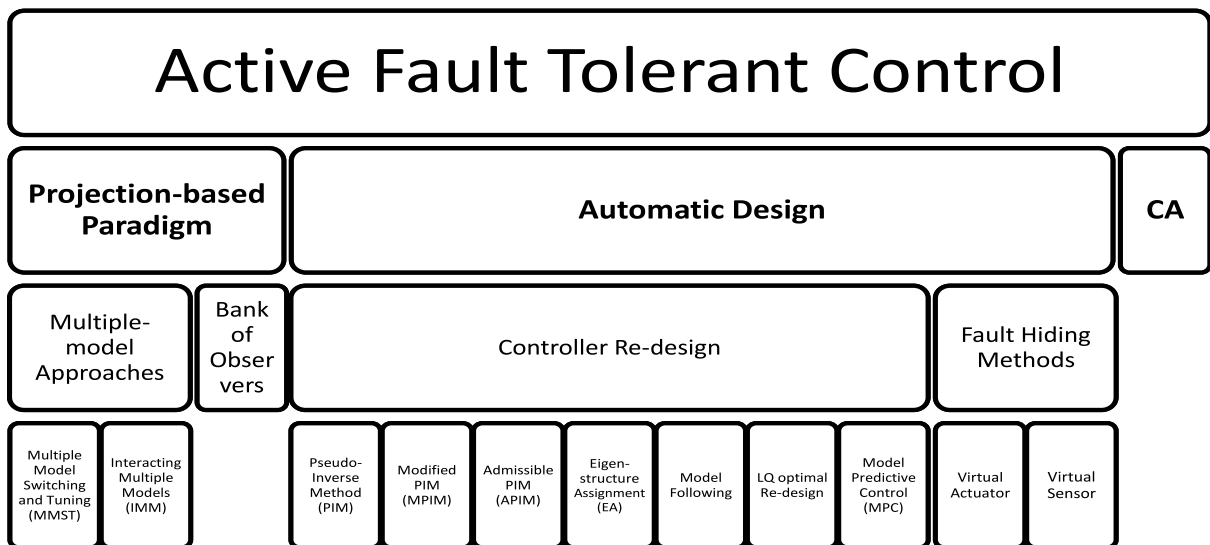 Active Fault Tolerant Control
Projection-based
Paradigm
Automatic Design
CA
Multiple-
model
Approaches
Bank
of
Obser
vers
Controller Re-design
Fault Hiding
Methods
Multiple
Model
Switching
and Tuning
(MMST)
Interacting
Multiple
Models
(IMM)
Pseudo-
Inverse
Method
(PIM)
Modified
PIM
(MPIM)
Admissible
PIM
(APIM)
Eigen-
structure
Assignment
(EA)
Model
Following
LQ optimal
Re-design
Model
Predictive
Control
(MPC)
Virtual
Actuator
Virtual
Sensor